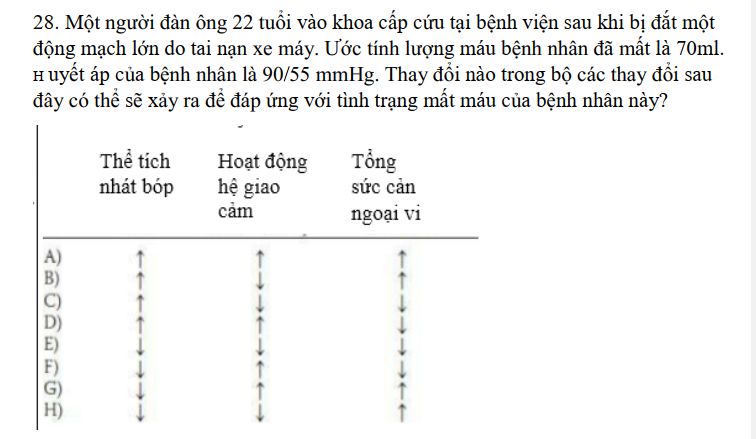 28. Một người đàn ông 22 tuổi vào khoa cấp cứu tại bệnh viện sau khi bị đắt một
động mạch lớn do tai nạn xe máy. Ước tính lượng máu bệnh nhân đã mất là 70ml.
Huyết áp của bệnh nhân là 90/55 mmHg. Thay đổi nào trong bộ các thay đổi sau
đây có thể sẽ xảy ra để đáp ứng với tình trạng mất máu của bệnh nhân này?
Thể tích Hoạt động Tổng
nhát bóp hệ giao sức cản
cảm ngoại vi
A) ↑ ↑ ↑
B) ↑ ↓ ↑
C) ↑ ↓ ↓
D) ↑ ↑ ↓
E) ↓ ↓ ↓
F) ↓ ↑ ↓
G) ↓ ↑ ↑
H) ↓ ↓ ↑